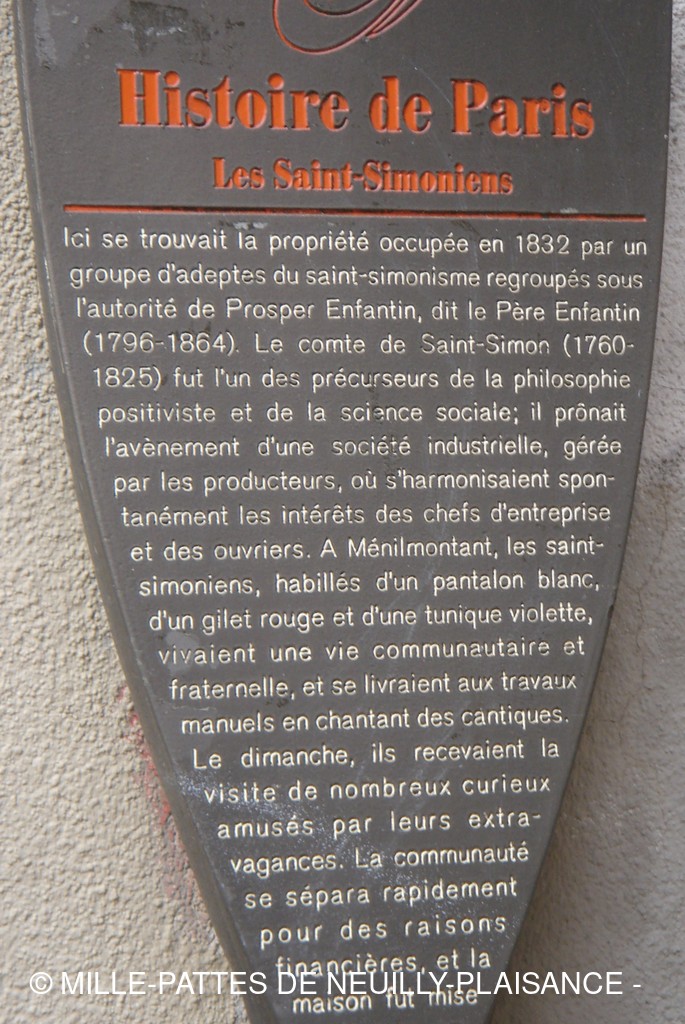 Histoire de Paris
Les Saint-Simoniens
Ici se trouvait la propriété occupée en 1832 par un
groupe d'adeptes du saint-simonisme regroupés sous
l'autorité de Prosper Enfantin, dit le Père Enfantin
(1796-1864). Le comte de Saint-Simon (1760-
1825) fut l'un des précurseurs de la philosophie
positiviste et de la science sociale; il prônait
l'avènement d'une société industrielle, gérée
par les producteurs, où s'harmonisaient spon-
tanément les intérêts des chefs d'entreprise
et des ouvriers. A Ménilmontant, les saint-
simoniens, habillés d'un pantalon blanc,
d'un gilet rouge et d'une tunique violette,
vivaient une vie communautaire et
fraternelle, et se livraient aux travaux
manuels en chantant des cantiques.
Le dimanche, ils recevaient la
visite de nombreux curieux
amusés par leurs extra-
vagances. La communauté
se sépara rapidement
pour des raisons
financières, et la
© MILLE-PATTES DE NEUILLY-PLAISANCE -
maison fut mise